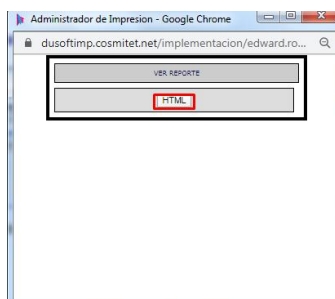 Administrador de Impresion - Google Chrome
dusoftimp.cosmitet.net/implementacion/edward.ro...
VER REPORTE
HTML